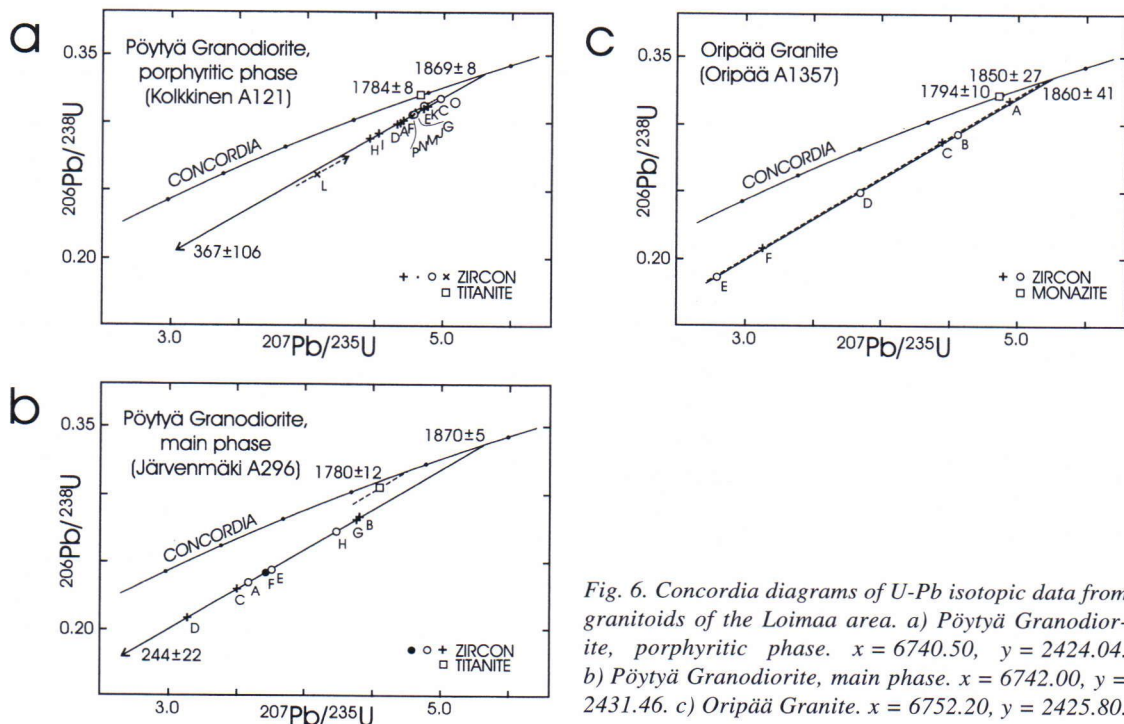 a
Pöytyä Granodiorite,
porphyritic phase
(Kolkkinen A121)
0.35
0.20
206Pb/238U
CONCORDIA
1869± 8
1784± 8
367±106
H I D A F E K C O
P N M J G
L
+ · ○ × ZIRCON
□ TITANITE
3.0
5.0
207Pb/235U
b
Pöytyä Granodiorite,
main phase
(Järvenmäki A296)
0.35
0.20
206Pb/238U
CONCORDIA
1870±5
1780±12
244±22
D C A F E H G B
● ○ + ZIRCON
□ TITANITE
3.0
5.0
207Pb/235U
c
Oripää Granite
(Oripää A1357)
0.35
0.20
206Pb/238U
CONCORDIA
1850± 27
1794±10
1860±41
E F D C B A
+ ○ ZIRCON
□ MONAZITE
3.0
5.0
207Pb/235U
Fig. 6. Concordia diagrams of U-Pb isotopic data from
granitoids of the Loimaa area. a) Pöytyä Granodior-
ite, porphyritic phase. x = 6740.50, y = 2424.04.
b) Pöytyä Granodiorite, main phase. x = 6742.00, y =
2431.46. c) Oripää Granite. x = 6752.20, y = 2425.80.